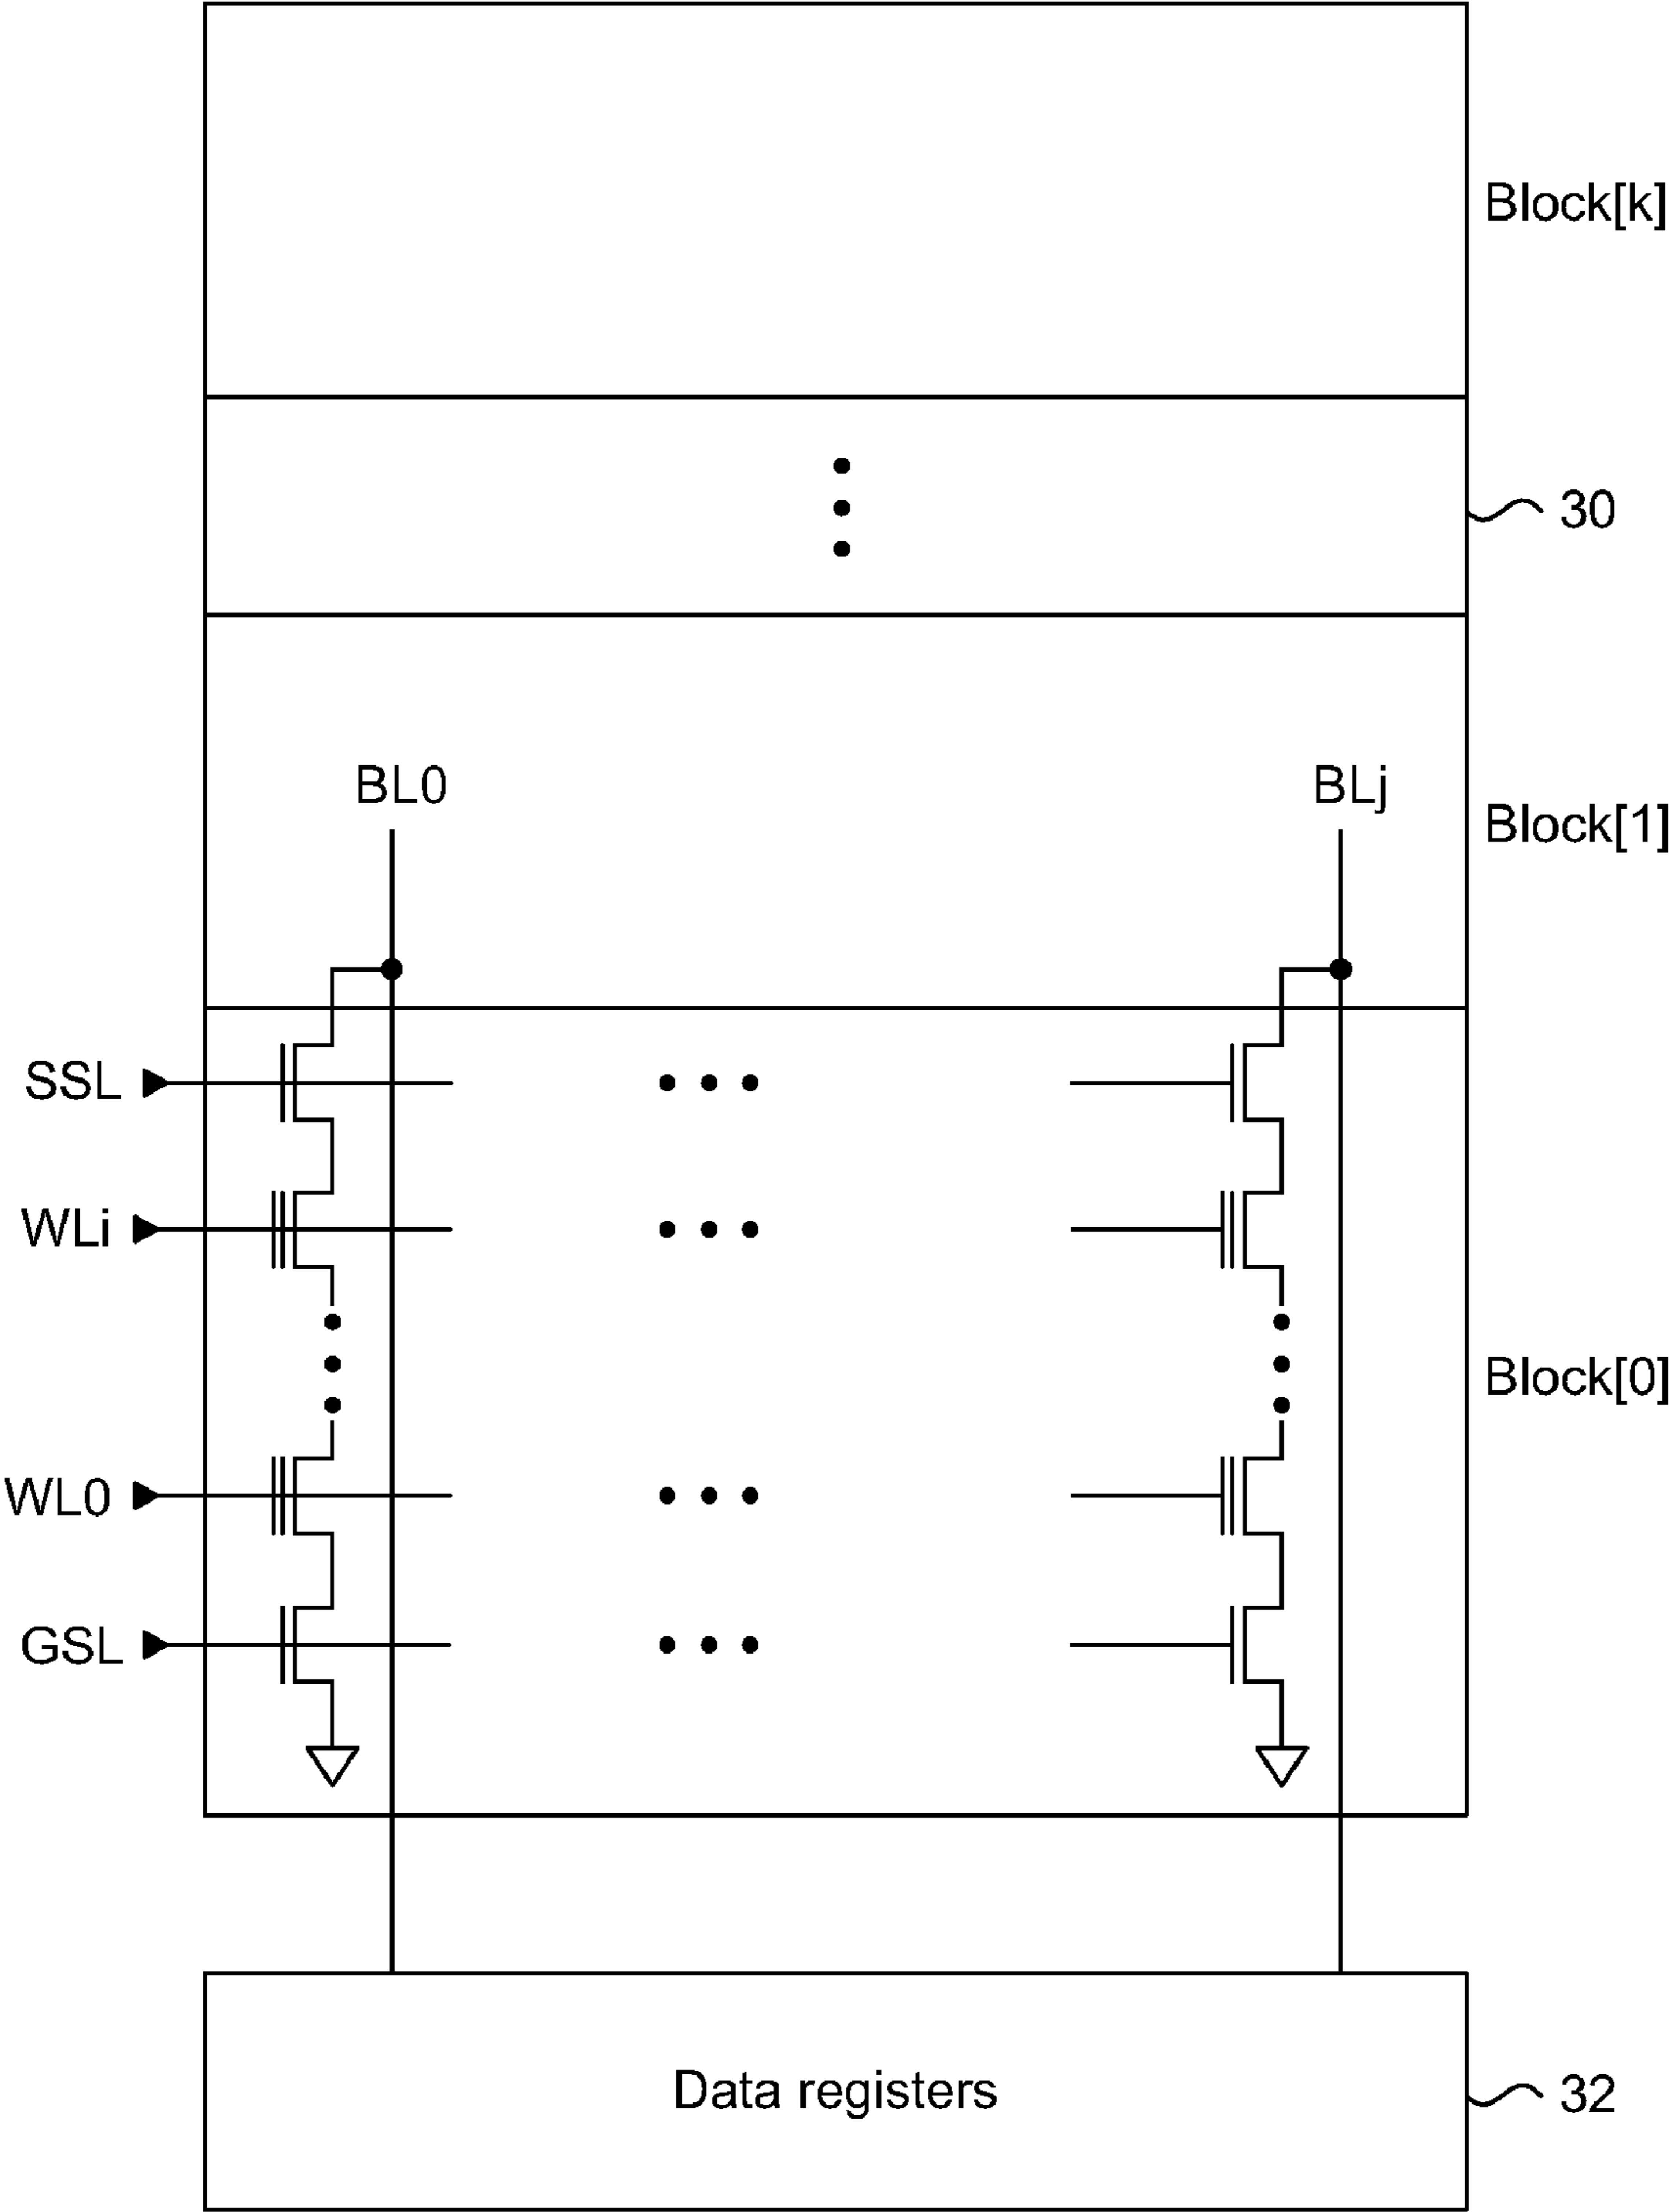 Block[k]
30
BL0
BLj
Block[1]
SSL
WLi
Block[0]
WL0
GSL
Data registers
32